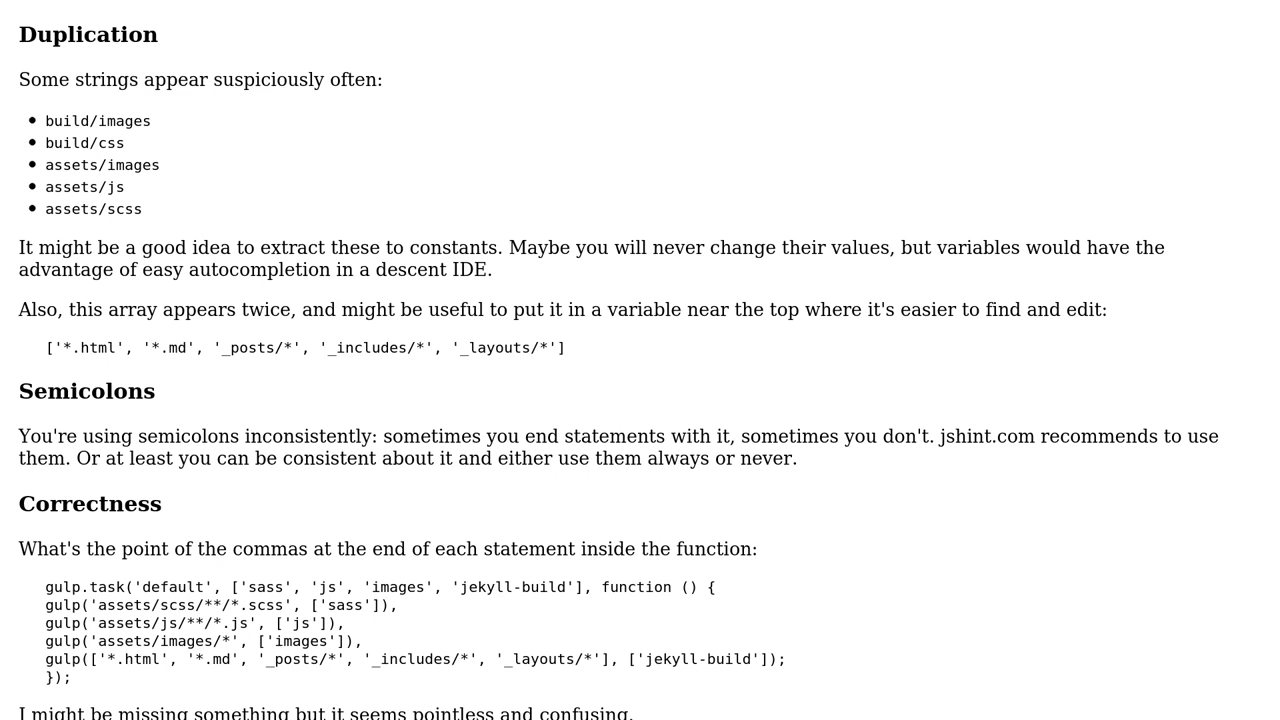 Duplication
Some strings appear suspiciously often:
build/images
build/css
assets/images
assets/js
assets/scss
It might be a good idea to extract these to constants. Maybe you will never change their values, but variables would have the
advantage of easy autocompletion in a descent IDE.
Also, this array appears twice, and might be useful to put it in a variable near the top where it's easier to find and edit:
['*.html', '*.md', '_posts/*', '_includes/*', '_layouts/*']
Semicolons
You're using semicolons inconsistently: sometimes you end statements with it, sometimes you don't. jshint.com recommends to use
them. Or at least you can be consistent about it and either use them always or never.
Correctness
What's the point of the commas at the end of each statement inside the function:
gulp.task('default', ['sass', 'js', 'images', 'jekyll-build'], function () {
gulp('assets/scss/**/*.scss', ['sass']),
gulp('assets/js/**/*.js', ['js']),
gulp('assets/images/*', ['images']),
gulp(['*.html', '*.md', '_posts/*', '_includes/*', '_layouts/*'], ['jekyll-build']);
});
I might be missing something but it seems pointless and confusing.